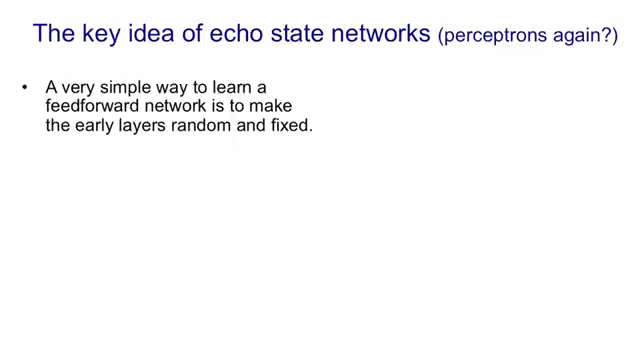 The key idea of echo state networks (perceptrons again?)
• A very simple way to learn a
feedforward network is to make
the early layers random and fixed.